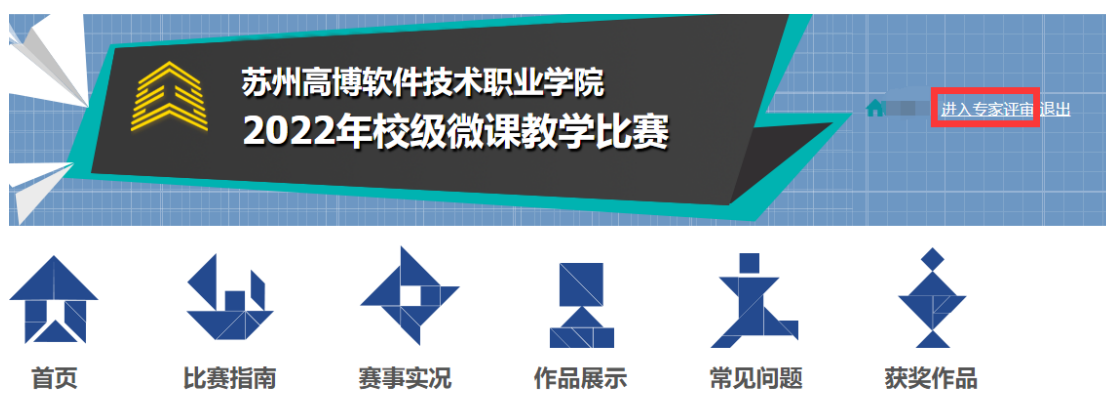 苏州高博软件技术职业学院
2022年校级微课教学比赛
进入专家评审 退出
首页 比赛指南 赛事实况 作品展示 常见问题 获奖作品